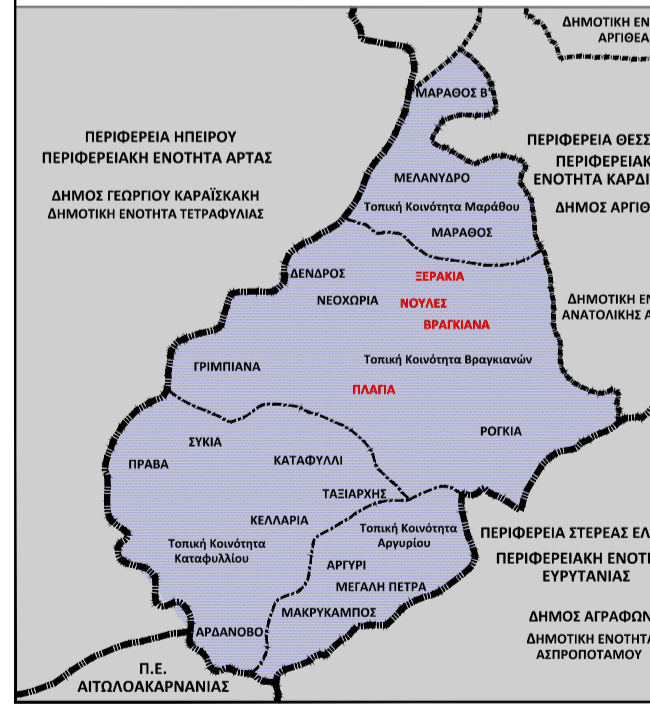 ΔΗΜΟΤΙΚΗ ΕΝ
ΑΡΓΙΘΕΑ
ΜΑΡΑΘΟΣ Β'
ΠΕΡΙΦΕΡΕΙΑ ΗΠΕΙΡΟΥ
ΠΕΡΙΦΕΡΕΙΑΚΗ ΕΝΟΤΗΤΑ ΑΡΤΑΣ
ΔΗΜΟΣ ΓΕΩΡΓΙΟΥ ΚΑΡΑΪΣΚΑΚΗ
ΔΗΜΟΤΙΚΗ ΕΝΟΤΗΤΑ ΤΕΤΡΑΦΥΛΙΑΣ
ΠΕΡΙΦΕΡΕΙΑ ΘΕΣΣ
ΠΕΡΙΦΕΡΕΙΑΚ
ΕΝΟΤΗΤΑ ΚΑΡΔΙ
ΔΗΜΟΣ ΑΡΓΙΘ
ΜΕΛΑΝΥΔΡΟ
Τοπική Κοινότητα Μαράθου
ΜΑΡΑΘΟΣ
ΔΕΝΔΡΟΣ
ΞΕΡΑΚΙΑ
ΝΕΟΧΩΡΙΑ
ΝΟΥΛΕΣ
ΒΡΑΓΚΙΑΝΑ
ΔΗΜΟΤΙΚΗ ΕΝ
ΑΝΑΤΟΛΙΚΗΣ Α
ΓΡΙΜΠΙΑΝΑ
Τοπική Κοινότητα Βραγκιανών
ΠΛΑΓΙΑ
ΡΟΓΚΙΑ
ΣΥΚΙΑ
ΠΡΑΒΑ
ΚΑΤΑΦΥΛΛΙ
ΤΑΞΙΑΡΧΗΣ
ΚΕΛΛΑΡΙΑ
Τοπική Κοινότητα
Καταφυλλίου
Τοπική Κοινότητα
Αργυρίου
ΑΡΓΥΡΙ
ΜΕΓΑΛΗ ΠΕΤΡΑ
ΜΑΚΡΥΚΑΜΠΟΣ
ΑΡΔΑΝΟΒΟ
ΠΕΡΙΦΕΡΕΙΑ ΣΤΕΡΕΑΣ ΕΛ
ΠΕΡΙΦΕΡΕΙΑΚΗ ΕΝΟΤΗ
ΕΥΡΥΤΑΝΙΑΣ
ΔΗΜΟΣ ΑΓΡΑΦΩΝ
ΔΗΜΟΤΙΚΗ ΕΝΟΤΗΤΑ
ΑΣΠΡΟΠΟΤΑΜΟΥ
Π.Ε.
ΑΙΤΩΛΟΑΚΑΡΝΑΝΙΑΣ